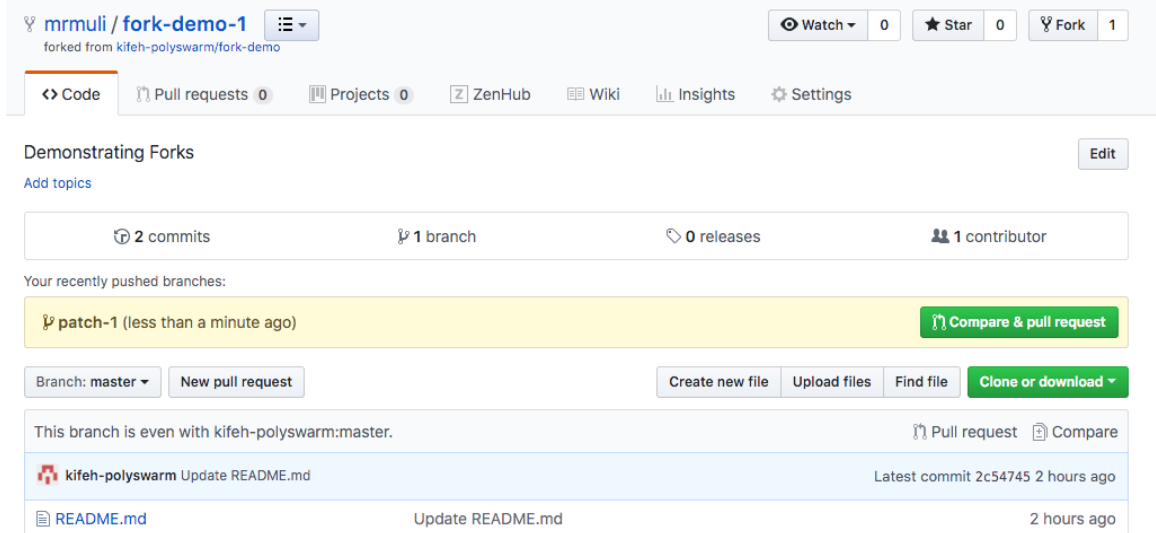 mrmuli / fork-demo-1 Watch 0 Star 0 Fork 1
forked from kifeh-polyswarm/fork-demo
Code Pull requests 0 Projects 0 ZenHub Wiki Insights Settings
Demonstrating Forks Edit
Add topics
2 commits 1 branch 0 releases 1 contributor
Your recently pushed branches:
patch-1 (less than a minute ago) Compare & pull request
Branch: master New pull request Create new file Upload files Find file Clone or download
This branch is even with kifeh-polyswarm:master. Pull request Compare
kifeh-polyswarm Update README.md Latest commit 2c54745 2 hours ago
README.md Update README.md 2 hours ago